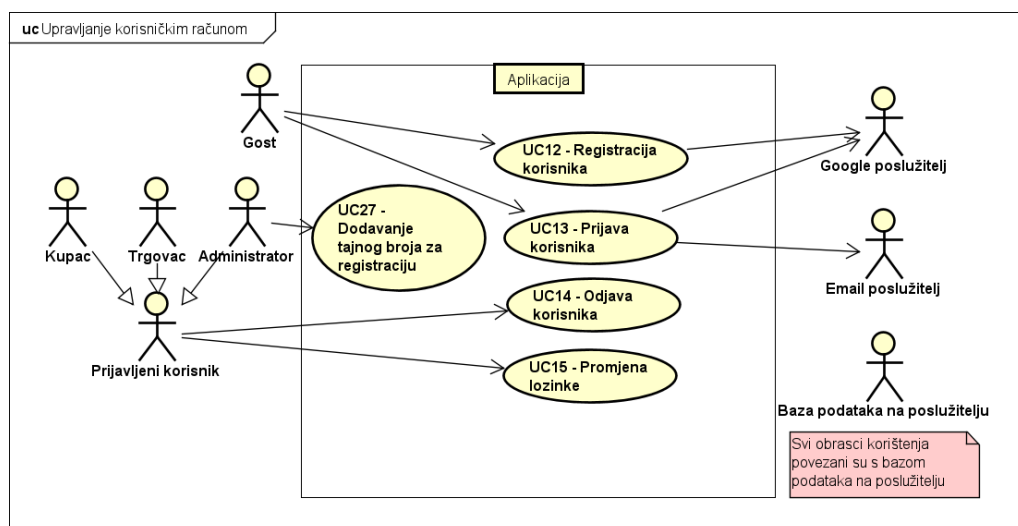 uc Upravljanje korisničkim računom
Aplikacija
Gost
UC12 - Registracija
korisnika
Google poslužitelj
Kupac
Trgovac
Administrator
UC27 -
Dodavanje
tajnog broja za
registraciju
UC13 - Prijava
korisnika
Email poslužitelj
UC14 - Odjava
korisnika
Prijavljeni korisnik
UC15 - Promjena
lozinke
Baza podataka na poslužitelju
Svi obrasci korištenja
povezani su s bazom
podataka na poslužitelju